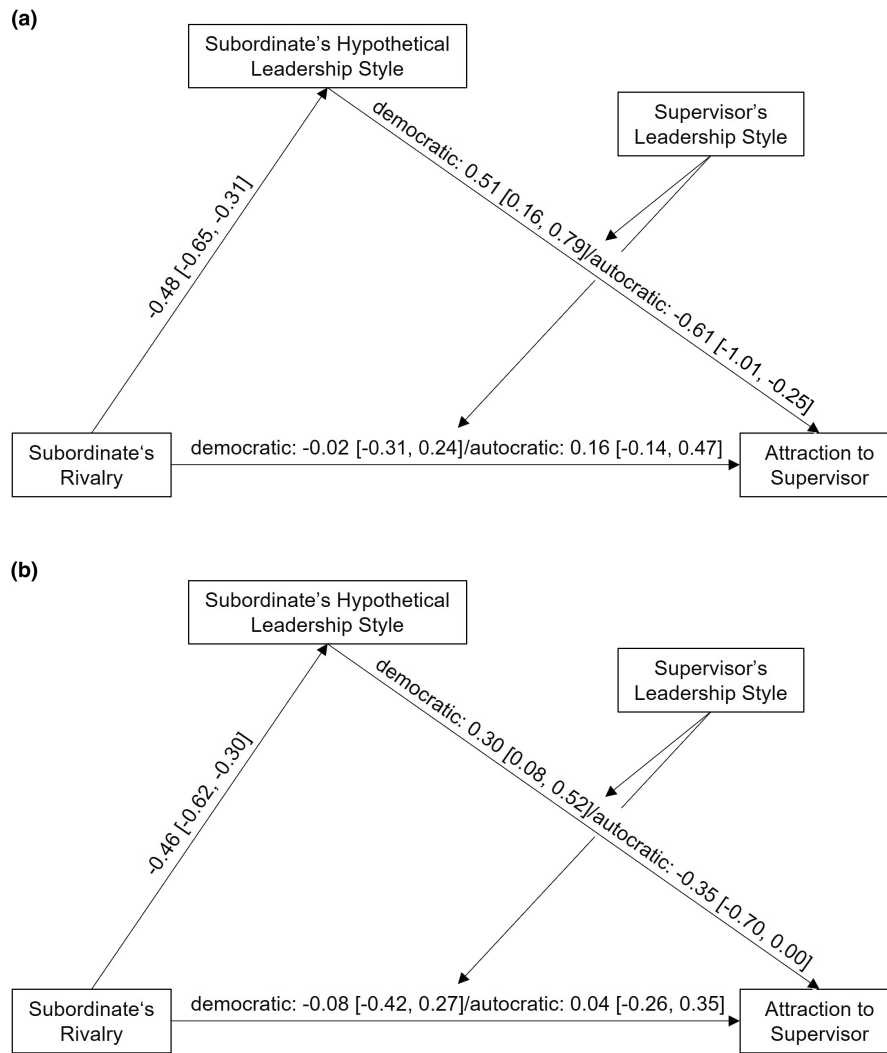 (a)
Subordinate's Hypothetical
Leadership Style
Supervisor's
Leadership Style
democratic: 0.51 [0.16, 0.79]/autocratic: -0.61 [-1.01, -0.25]
-0.48 [-0.65, -0.31]
Subordinate‘s
Rivalry
democratic: -0.02 [-0.31, 0.24]/autocratic: 0.16 [-0.14, 0.47]
Attraction to
Supervisor
(b)
Subordinate's Hypothetical
Leadership Style
Supervisor's
Leadership Style
democratic: 0.30 [0.08, 0.52]/autocratic: -0.35 [-0.70, 0.00]
-0.46 [-0.62, -0.30]
Subordinate‘s
Rivalry
democratic: -0.08 [-0.42, 0.27]/autocratic: 0.04 [-0.26, 0.35]
Attraction to
Supervisor